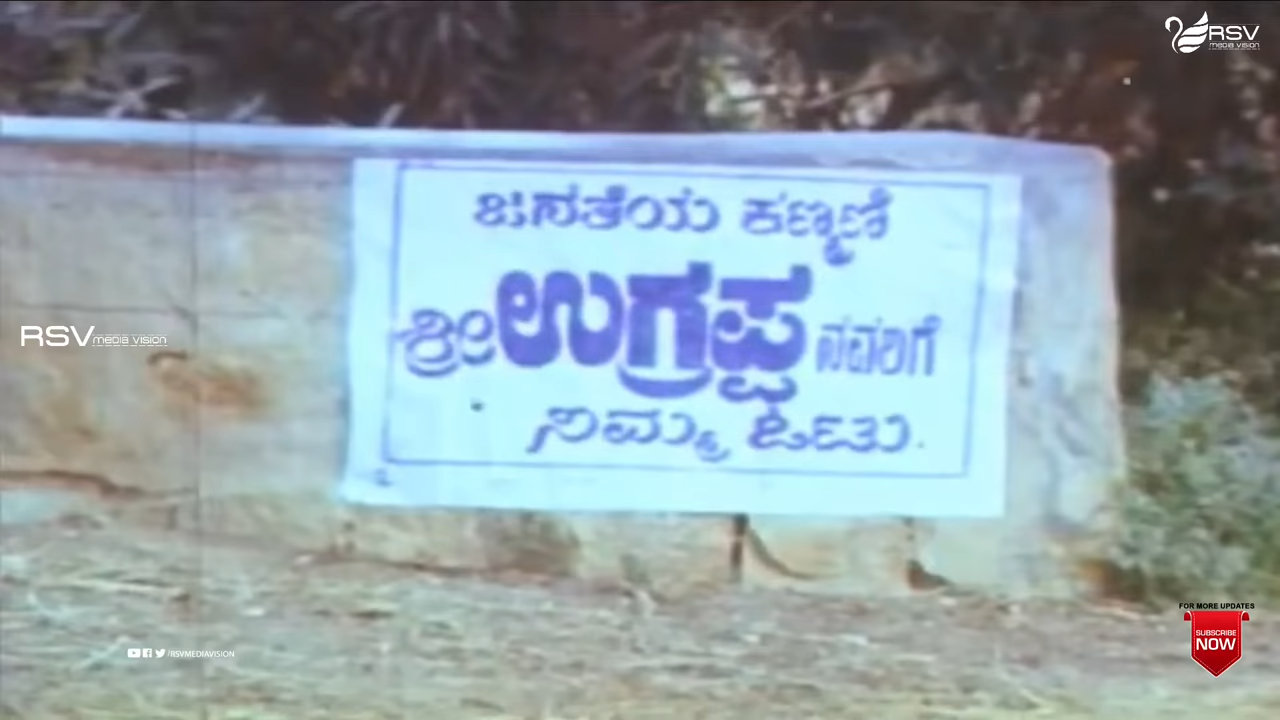 RSV
media vision
ಜನತೆಯ ಕಣ್ಮಣಿ
ಶ್ರೀ ಉಗ್ರಪ್ಪ ನವರಿಗೆ
ನಿಮ್ಮ ಓಟು.
RSV media vision
/RSVMEDIAVISION
FOR MORE UPDATES
SUBSCRIBE
NOW